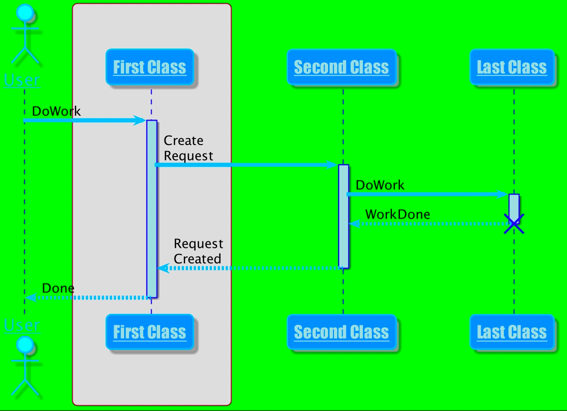 First Class
Second Class
Last Class
User
DoWork
Create
Request
DoWork
WorkDone
Request
Created
Done
User
First Class
Second Class
Last Class